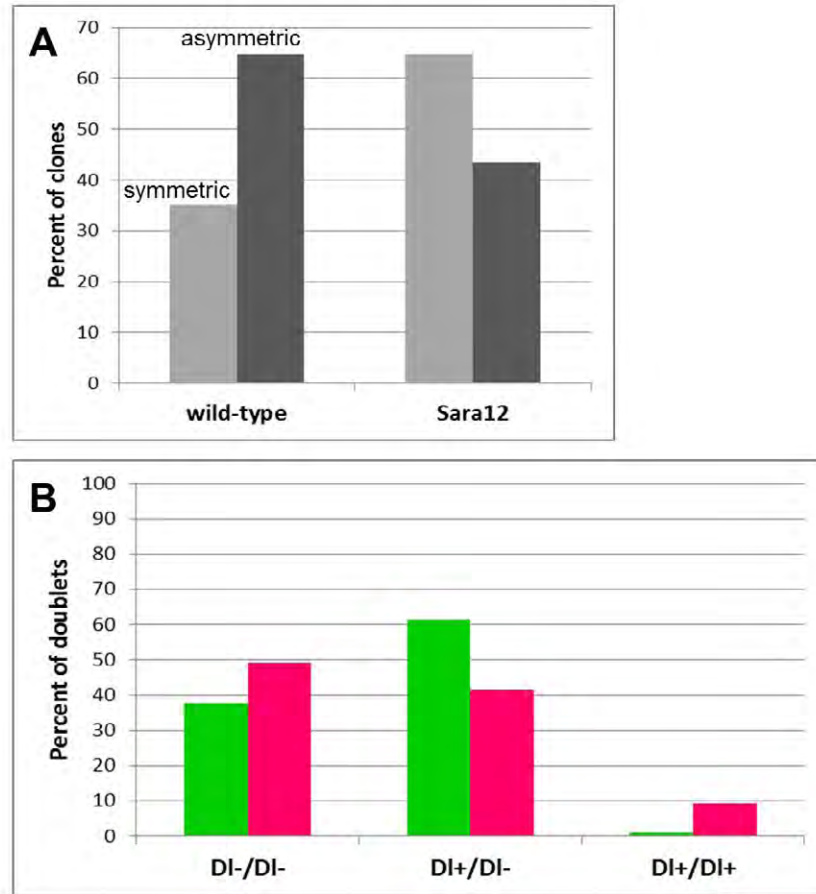 A
Percent of clones
70
60
50
40
30
20
10
0
asymmetric
symmetric
wild-type
Sara12
B
Percent of doublets
100
90
80
70
60
50
40
30
20
10
0
Dl-/Dl-
Dl+/Dl-
Dl+/Dl+